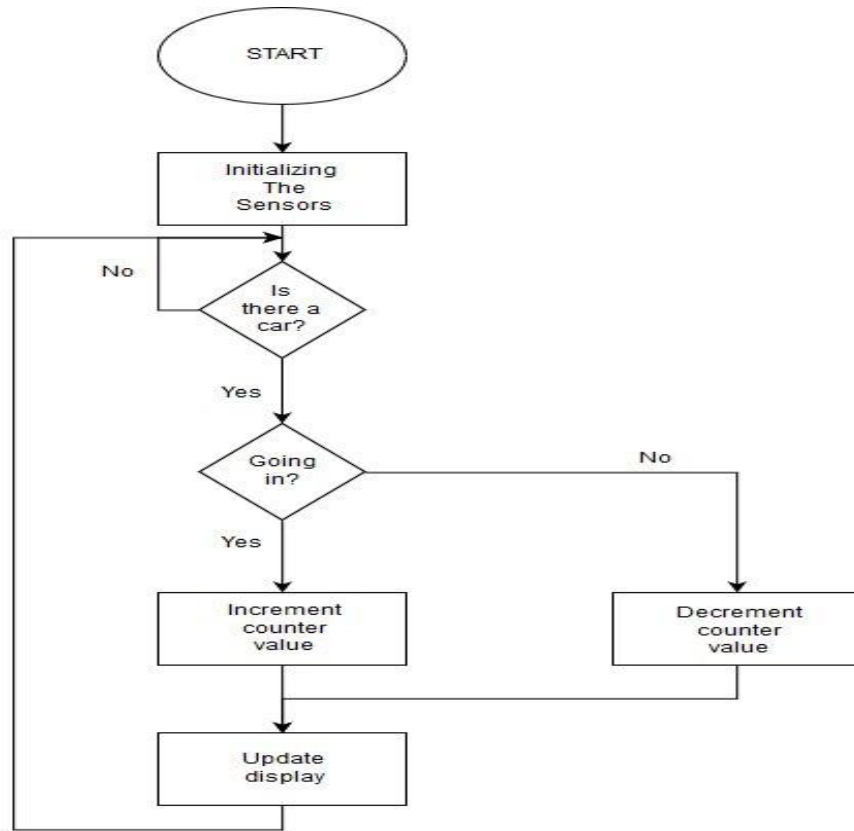 START
Initializing
The
Sensors
No
Is
there a
car?
Yes
Going
in?
No
Yes
Increment
counter
value
Decrement
counter
value
Update
display